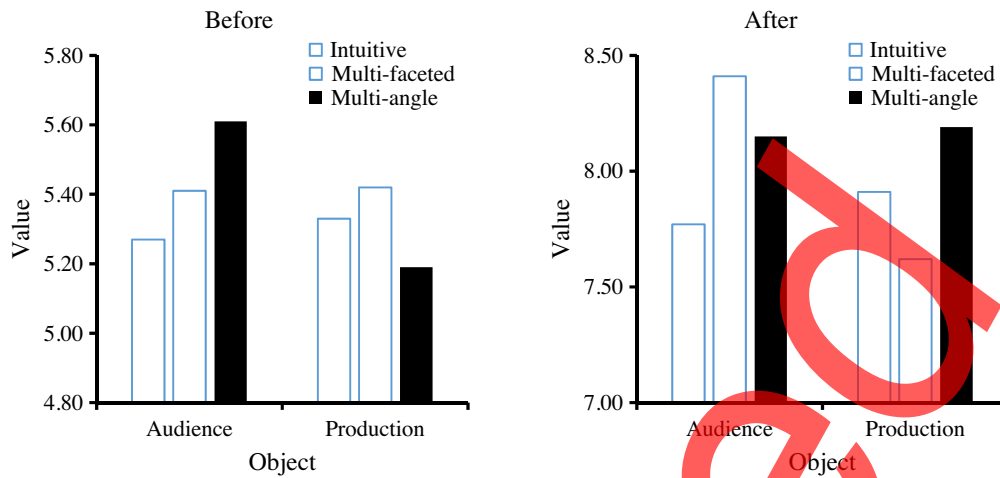 Before
Intuitive
Multi-faceted
Multi-angle
5.80
5.60
5.40
5.20
5.00
4.80
Value
Audience
Production
Object
After
Intuitive
Multi-faceted
Multi-angle
8.50
8.00
7.50
7.00
Value
Audience
Production
Object